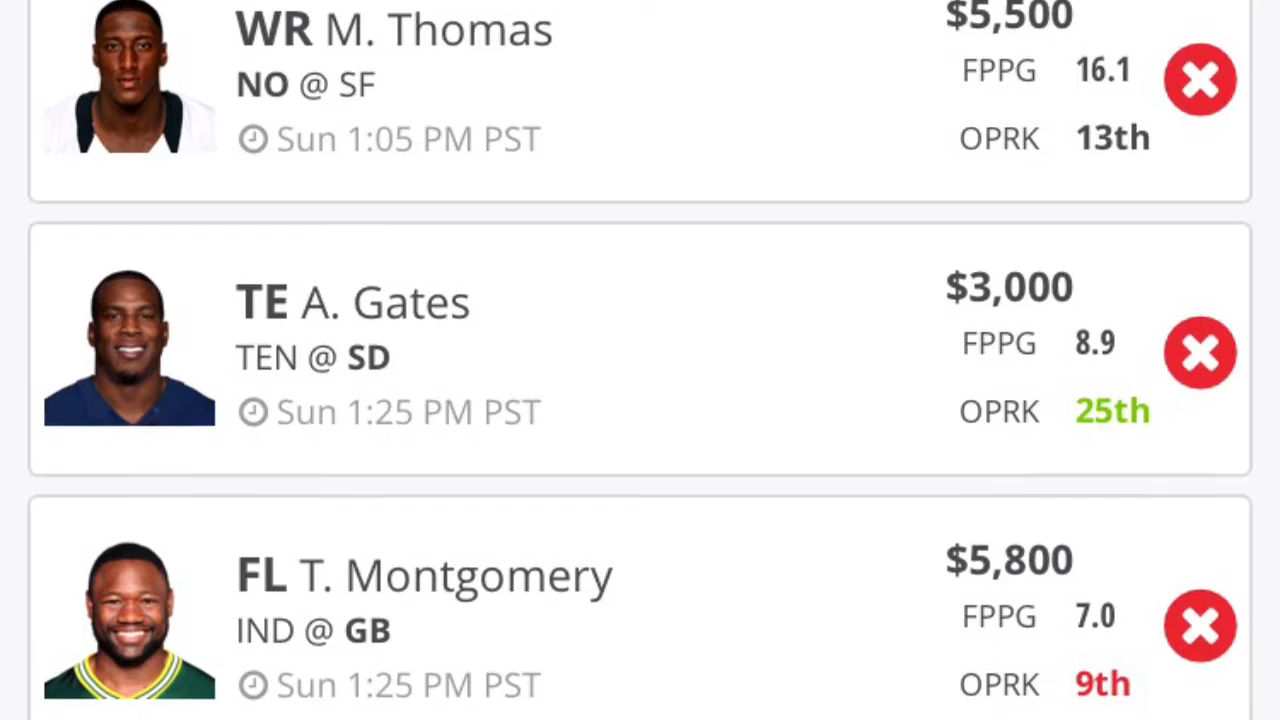 WR M. Thomas
$5,500
NO @ SF
FPPG 16.1
Sun 1:05 PM PST
OPRK 13th
TE A. Gates
$3,000
TEN @ SD
FPPG 8.9
Sun 1:25 PM PST
OPRK 25th
FL T. Montgomery
$5,800
IND @ GB
FPPG 7.0
Sun 1:25 PM PST
OPRK 9th